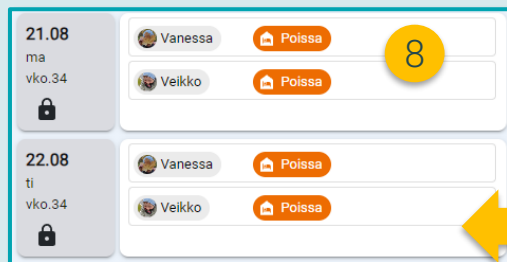 21.08
ma
vko.34
Vanessa Poissa
Veikko Poissa
8
22.08
ti
vko.34
Vanessa Poissa
Veikko Poissa